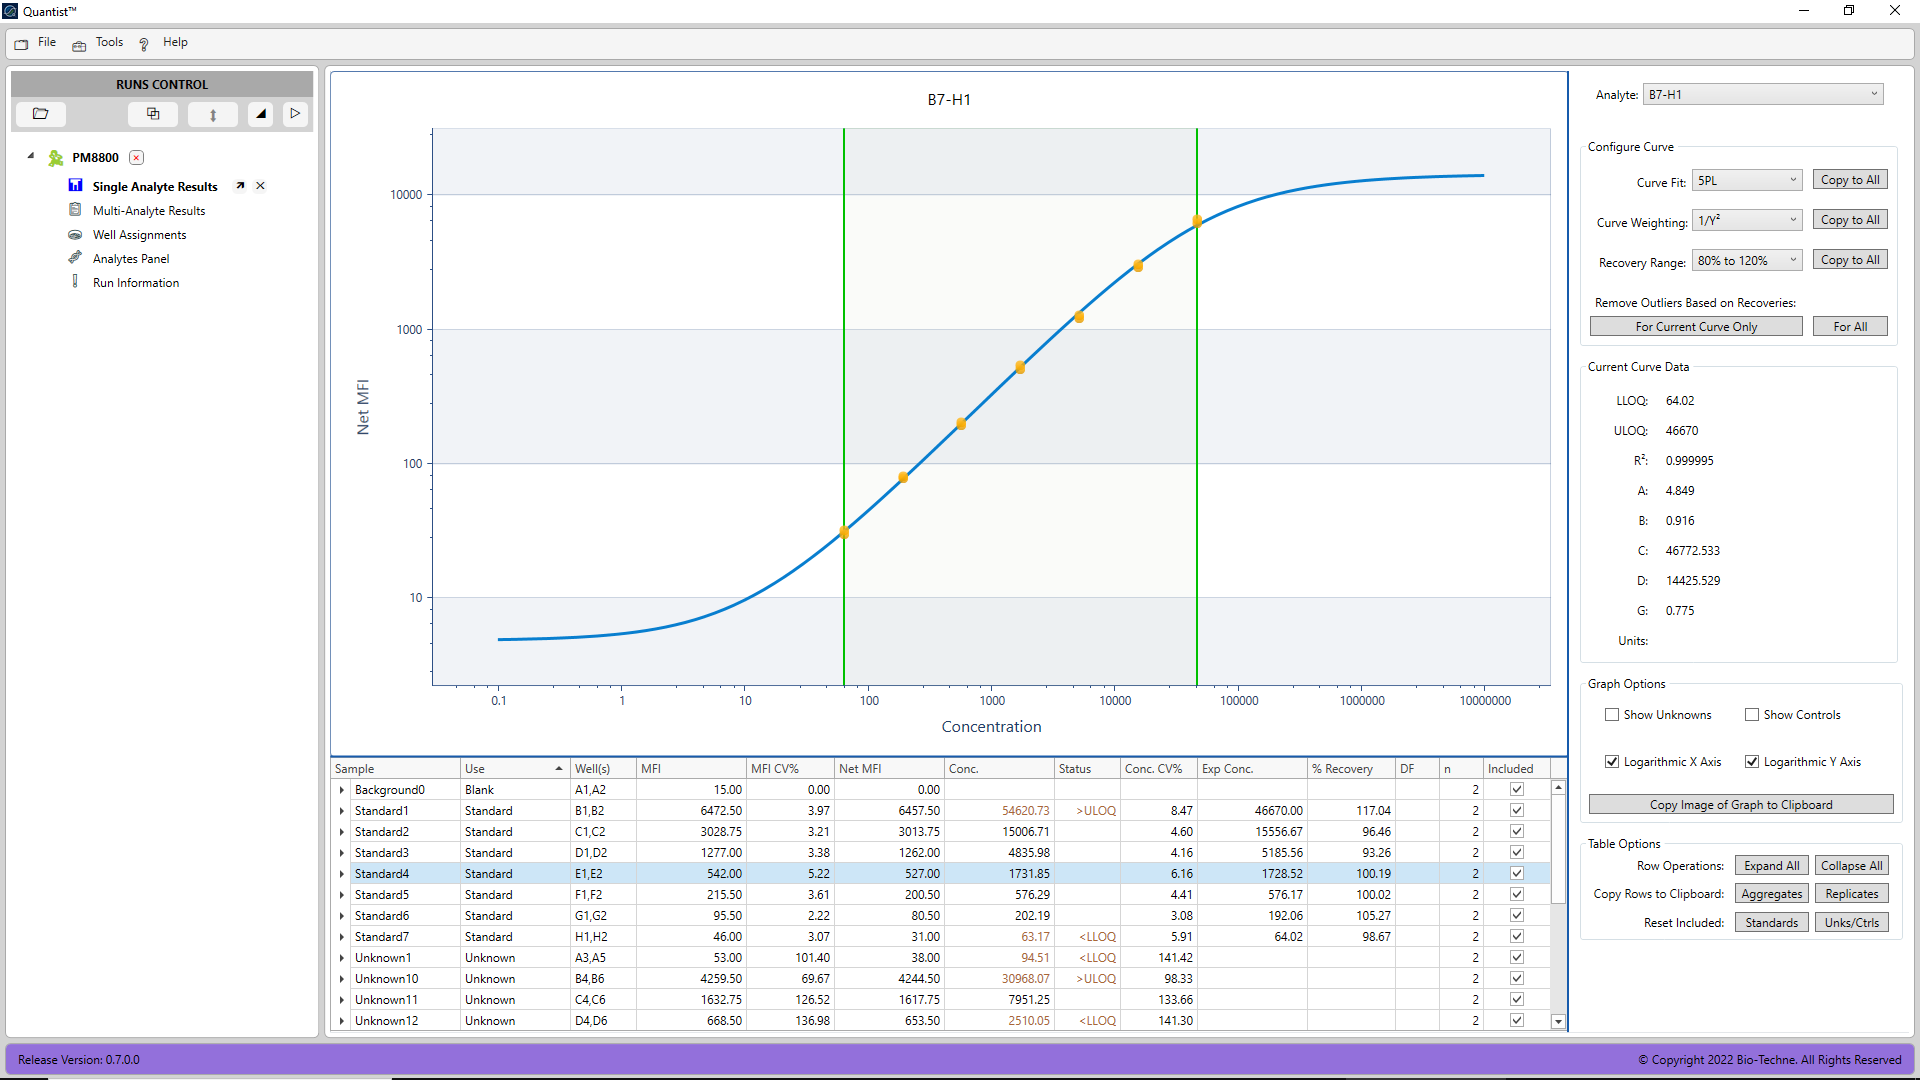 Quantist™
File Tools Help
RUNS CONTROL
PM8800
Single Analyte Results
Multi-Analyte Results
Well Assignments
Analytes Panel
Run Information
B7-H1
Net MFI
10000
1000
100
10
0.1 1 10 100 1000 10000 100000 1000000 10000000
Concentration
Sample Use Well(s) MFI MFI CV% Net MFI Conc. Status Conc. CV% Exp Conc. % Recovery DF n Included
Background0 Blank A1,A2 15.00 0.00 0.00 2
Standard1 Standard B1,B2 6472.50 3.97 6457.50 54620.73 >ULOQ 8.47 46670.00 117.04 2
Standard2 Standard C1,C2 3028.75 3.21 3013.75 15006.71 4.60 15556.67 96.46 2
Standard3 Standard D1,D2 1277.00 3.38 1262.00 4835.98 4.16 5185.56 93.26 2
Standard4 Standard E1,E2 542.00 5.22 527.00 1731.85 6.16 1728.52 100.19 2
Standard5 Standard F1,F2 215.50 3.61 200.50 576.29 4.41 576.17 100.02 2
Standard6 Standard G1,G2 95.50 2.22 80.50 202.19 3.08 192.06 105.27 2
Standard7 Standard H1,H2 46.00 3.07 31.00 63.17 <LLOQ 5.91 64.02 98.67 2
Unknown1 Unknown A3,A5 53.00 101.40 38.00 94.51 <LLOQ 141.42 2
Unknown10 Unknown B4,B6 4259.50 69.67 4244.50 30968.07 >ULOQ 98.33 2
Unknown11 Unknown C4,C6 1632.75 126.52 1617.75 7951.25 133.66 2
Unknown12 Unknown D4,D6 668.50 136.98 653.50 2510.05 <LLOQ 141.30 2
Analyte: B7-H1
Configure Curve
Curve Fit: 5PL Copy to All
Curve Weighting: 1/Y² Copy to All
Recovery Range: 80% to 120% Copy to All
Remove Outliers Based on Recoveries:
For Current Curve Only For All
Current Curve Data
LLOQ: 64.02
ULOQ: 46670
R²: 0.999995
A: 4.849
B: 0.916
C: 46772.533
D: 14425.529
G: 0.775
Units:
Graph Options
Show Unknowns Show Controls
Logarithmic X Axis Logarithmic Y Axis
Copy Image of Graph to Clipboard
Table Options
Row Operations: Expand All Collapse All
Copy Rows to Clipboard: Aggregates Replicates
Reset Included: Standards Unks/Ctrls
Release Version: 0.7.0.0
© Copyright 2022 Bio-Techne. All Rights Reserved